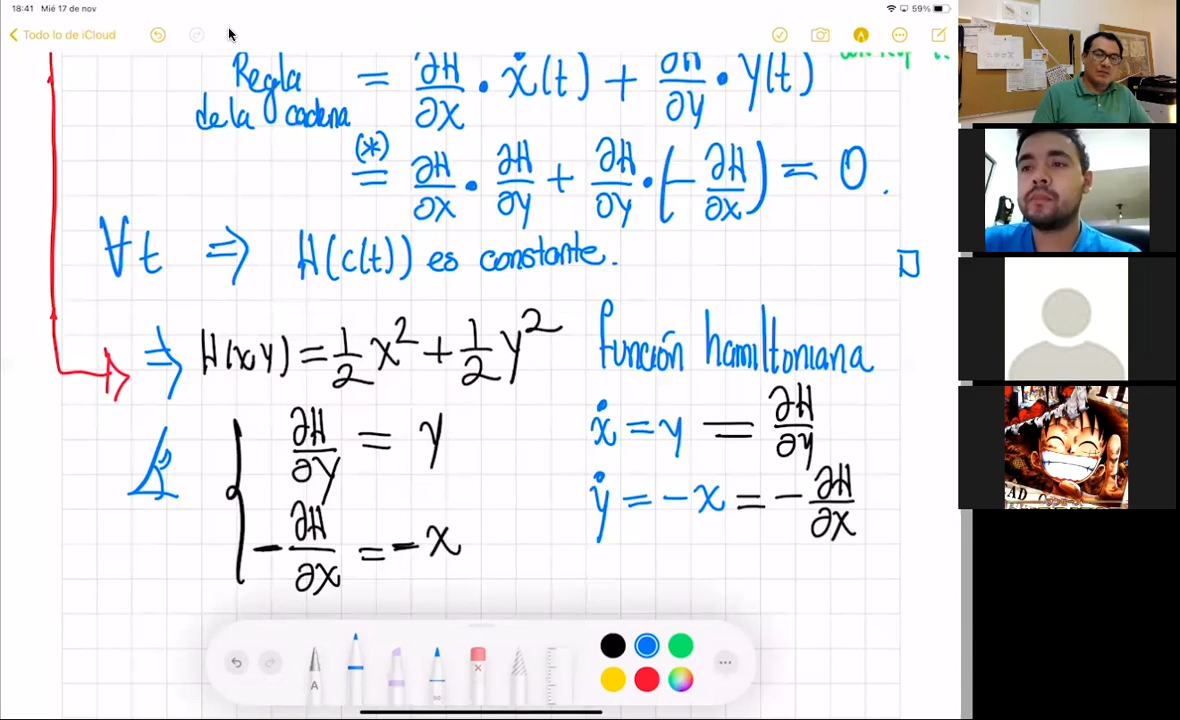 18:41 Mié 17 de nov
59%
Todo lo de iCloud
Regla = ∂H/∂x · ẋ(t) + ∂H/∂y · y(t)
de la cadena
(*)
= ∂H/∂x · ∂H/∂y + ∂H/∂y · (-∂H/∂x) = 0.
∀t ⇒ H(c(t)) es constante. □
⇒ H(x,y) = 1/2 x² + 1/2 y² función hamiltoniana
∂H/∂y = y ẋ = y = ∂H/∂y
-∂H/∂x = -x ẏ = -x = -∂H/∂x
A
50